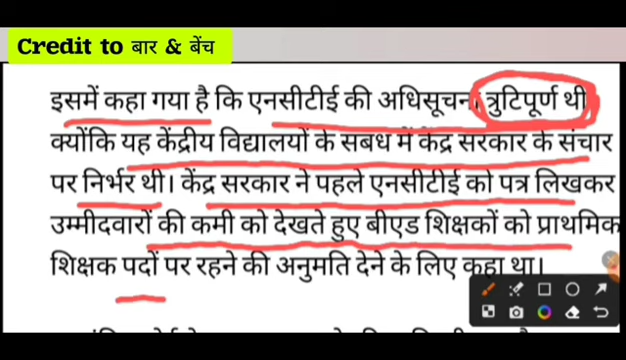 Credit to बार & बेंच
इसमें कहा गया है कि एनसीटीई की अधिसूचना त्रुटिपूर्ण थी
क्योंकि यह केंद्रीय विद्यालयों के सबध में केंद्र सरकार के संचार
पर निर्भर थी। केंद्र सरकार ने पहले एनसीटीई को पत्र लिखकर
उम्मीदवारों की कमी को देखते हुए बीएड शिक्षकों को प्राथमिक
शिक्षक पदों पर रहने की अनुमति देने के लिए कहा था।